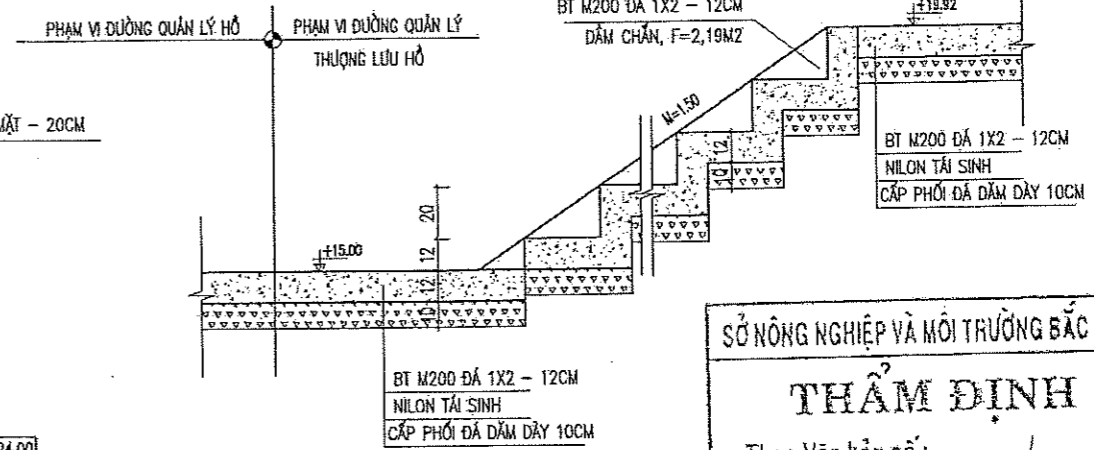 BT M200 ĐÁ 1X2 – 12CM
DẦM CHẮN, F=2,19M2
+19.92
PHẠM VI ĐƯỜNG QUẢN LÝ HỒ
PHẠM VI ĐƯỜNG QUẢN LÝ
THƯỢNG LƯU HỒ
MẶT – 20CM
M=1.50
BT M200 ĐÁ 1X2 – 12CM
NILON TÁI SINH
CẤP PHỐI ĐÁ DĂM DÀY 10CM
12
10
20
12
12
10
+15.00
BT M200 ĐÁ 1X2 – 12CM
NILON TÁI SINH
CẤP PHỐI ĐÁ DĂM DÀY 10CM
SỞ NÔNG NGHIỆP VÀ MÔI TRƯỜNG BẮC
THẨM ĐỊNH